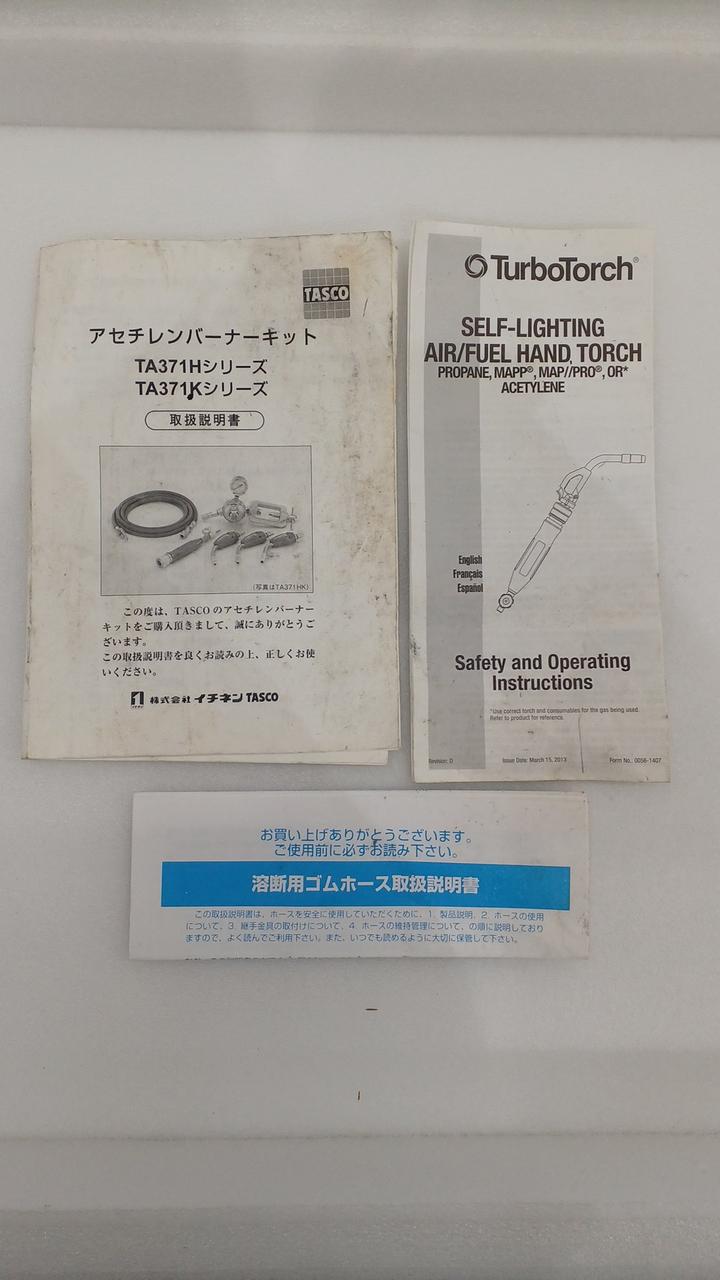 TASCO
アセチレンバーナーキット
TA371Hシリーズ
TA371Kシリーズ
取扱説明書
(写真はTA371HK)
この度は、TASCOのアセチレンバーナー
キットをご購入頂きまして、誠にありがとうご
ざいます。
この取扱説明書を良くお読みの上、正しくお使
いください。
株式会社イチネンTASCO
TurboTorch®
SELF-LIGHTING
AIR/FUEL HAND TORCH
PROPANE, MAPP®, MAP//PRO®, OR*
ACETYLENE
English
Français
Español
Safety and Operating
Instructions
*Use correct torch and consumables for the gas being used.
Refer to product for reference.
Revision: D
Issue Date: March 15, 2013
Form No.: 0056-1407
お買い上げありがとうございます。
ご使用前に必ずお読み下さい。
溶断用ゴムホース取扱説明書
この取扱説明書は、ホースを安全に使用していただくために、1. 製品説明、2. ホースの使用
について、3. 継手金具の取付けについて、4. ホースの維持管理について、の順に説明しており
ますので、よく読んでご利用下さい。また、いつでも読めるように大切に保管して下さい。